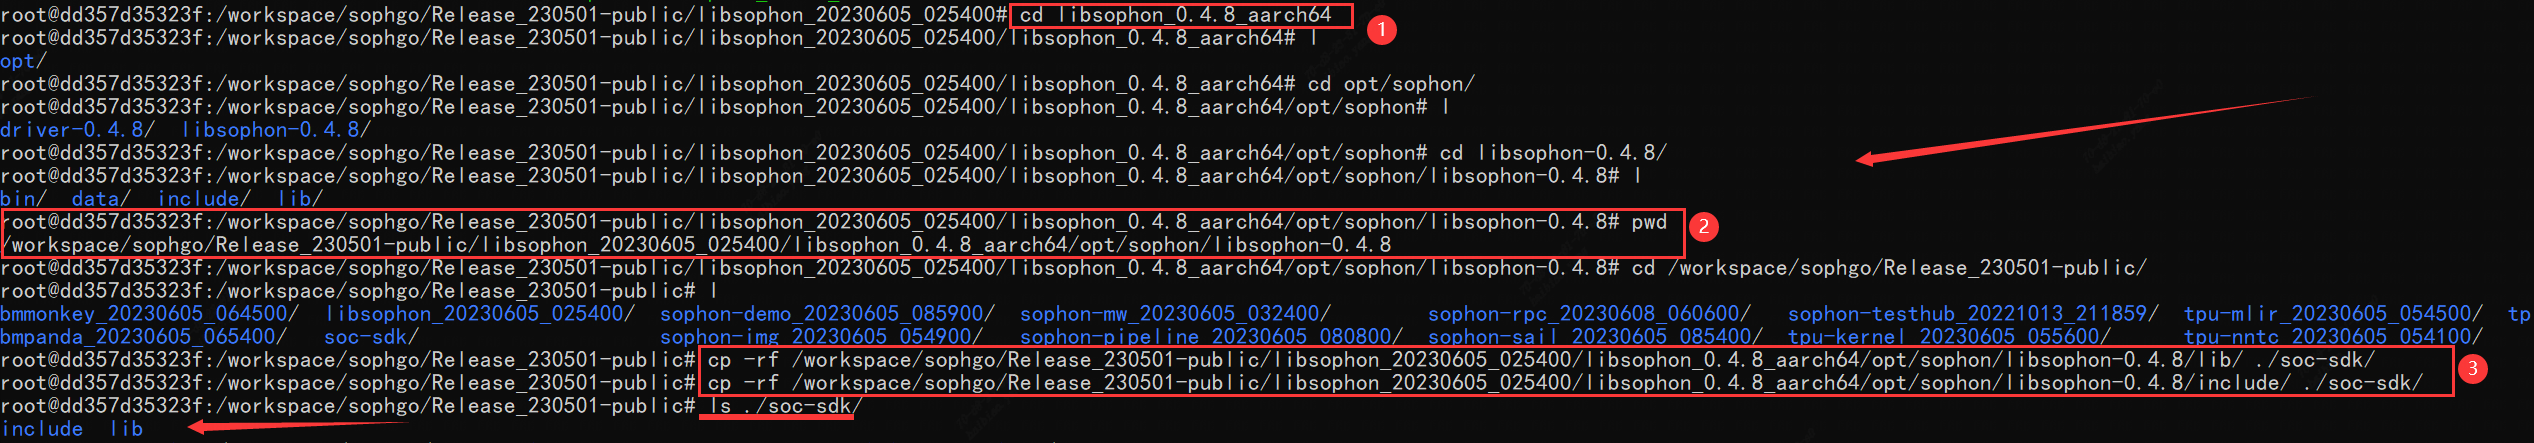 root@dd357d35323f:/workspace/sophgo/Release_230501-public/libsophon_20230605_025400# cd libsophon_0.4.8_aarch64
1
root@dd357d35323f:/workspace/sophgo/Release_230501-public/libsophon_20230605_025400/libsophon_0.4.8_aarch64# l
opt/
root@dd357d35323f:/workspace/sophgo/Release_230501-public/libsophon_20230605_025400/libsophon_0.4.8_aarch64# cd opt/sophon/
root@dd357d35323f:/workspace/sophgo/Release_230501-public/libsophon_20230605_025400/libsophon_0.4.8_aarch64/opt/sophon# l
driver-0.4.8/ libsophon-0.4.8/
root@dd357d35323f:/workspace/sophgo/Release_230501-public/libsophon_20230605_025400/libsophon_0.4.8_aarch64/opt/sophon# cd libsophon-0.4.8/
root@dd357d35323f:/workspace/sophgo/Release_230501-public/libsophon_20230605_025400/libsophon_0.4.8_aarch64/opt/sophon/libsophon-0.4.8# l
bin/ data/ include/ lib/
root@dd357d35323f:/workspace/sophgo/Release_230501-public/libsophon_20230605_025400/libsophon_0.4.8_aarch64/opt/sophon/libsophon-0.4.8# pwd
2
/workspace/sophgo/Release_230501-public/libsophon_20230605_025400/libsophon_0.4.8_aarch64/opt/sophon/libsophon-0.4.8
root@dd357d35323f:/workspace/sophgo/Release_230501-public/libsophon_20230605_025400/libsophon_0.4.8_aarch64/opt/sophon/libsophon-0.4.8# cd /workspace/sophgo/Release_230501-public/
root@dd357d35323f:/workspace/sophgo/Release_230501-public# l
bmmonkey_20230605_064500/ libsophon_20230605_025400/ sophon-demo_20230605_085900/ sophon-mw_20230605_032400/ sophon-rpc_20230608_060600/ sophon-testhub_20221013_211859/ tpu-mlir_20230605_054500/ tp
bmpanda_20230605_065400/ soc-sdk/ sophon-img_20230605_054900/ sophon-pipeline_20230605_080800/ sophon-sail_20230605_085400/ tpu-kernel_20230605_055600/ tpu-nntc_20230605_054100/
root@dd357d35323f:/workspace/sophgo/Release_230501-public# cp -rf /workspace/sophgo/Release_230501-public/libsophon_20230605_025400/libsophon_0.4.8_aarch64/opt/sophon/libsophon-0.4.8/lib/ ./soc-sdk/
3
root@dd357d35323f:/workspace/sophgo/Release_230501-public# cp -rf /workspace/sophgo/Release_230501-public/libsophon_20230605_025400/libsophon_0.4.8_aarch64/opt/sophon/libsophon-0.4.8/include/ ./soc-sdk/
root@dd357d35323f:/workspace/sophgo/Release_230501-public# ls ./soc-sdk/
include lib